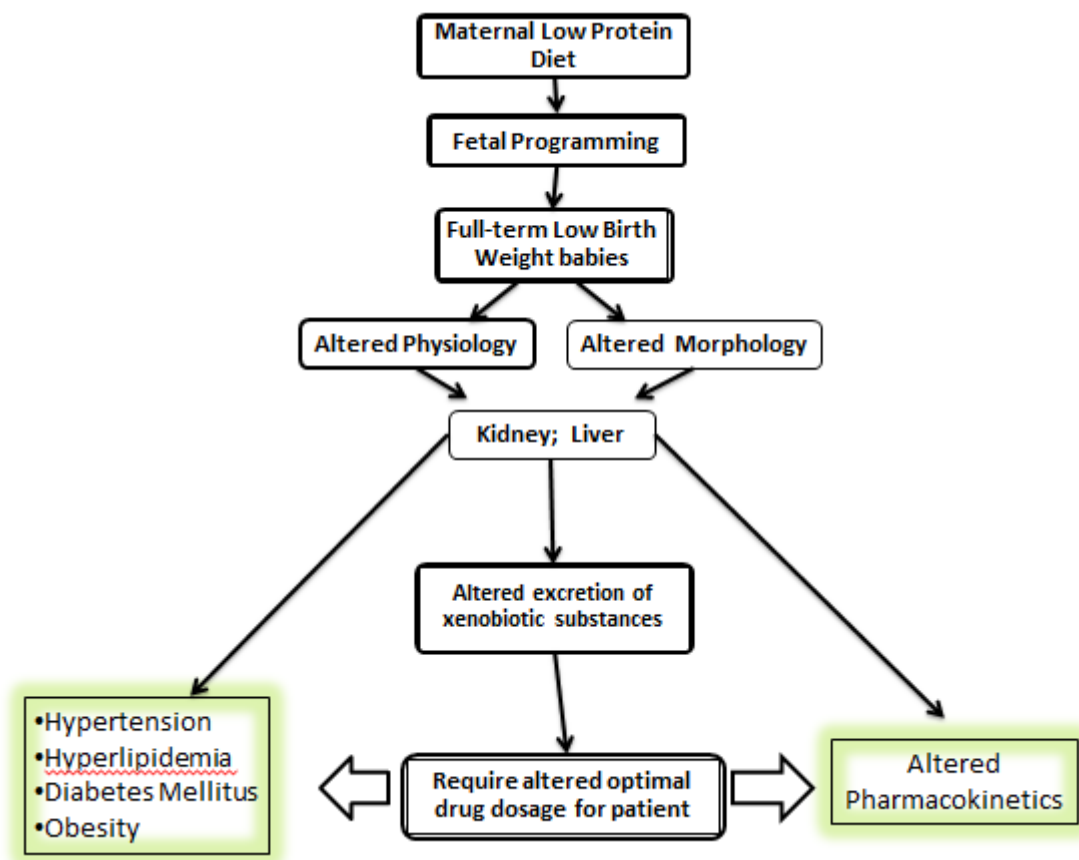 Maternal Low Protein
Diet
Fetal Programming
Full-term Low Birth
Weight babies
Altered Physiology
Altered Morphology
Kidney; Liver
Altered excretion of
xenobiotic substances
•Hypertension
•Hyperlipidemia
•Diabetes Mellitus
•Obesity
Require altered optimal
drug dosage for patient
Altered
Pharmacokinetics